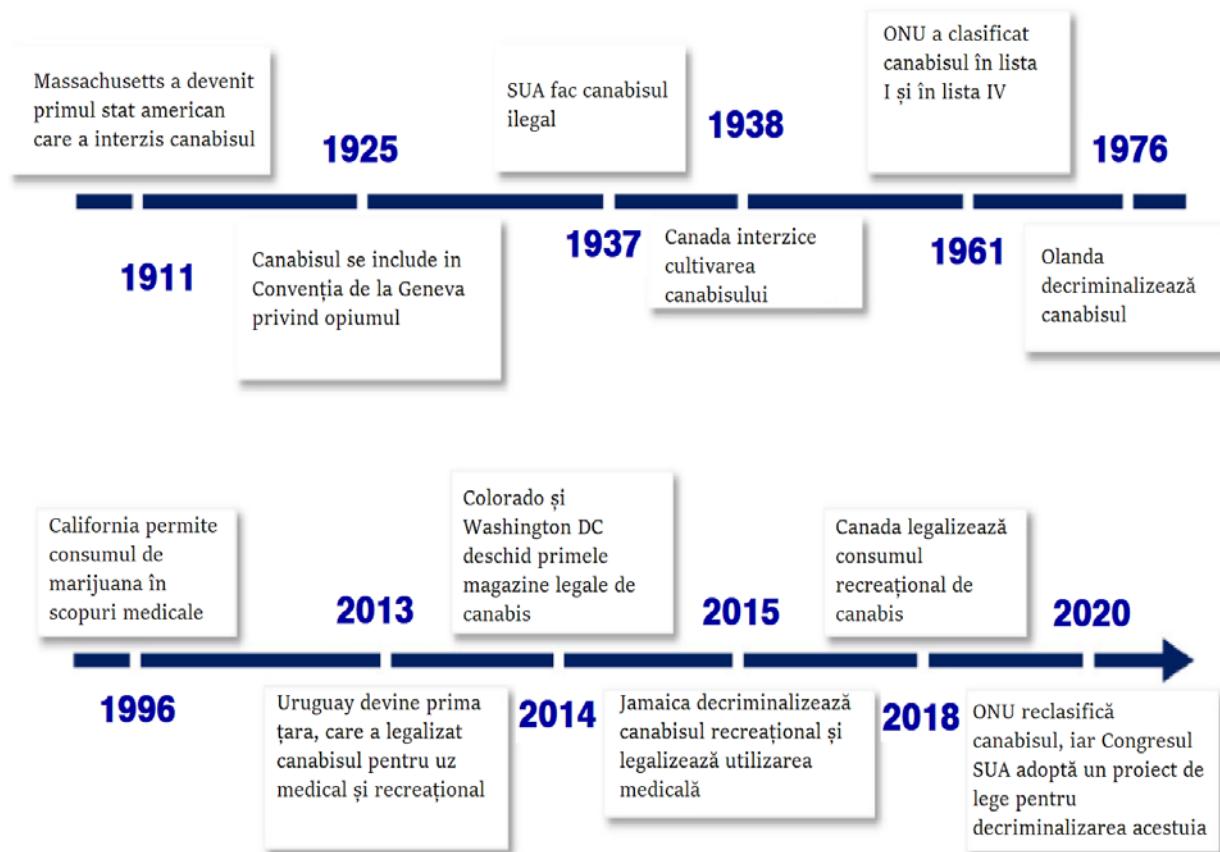 Massachusetts a devenit
primul stat american
care a interzis canabisul
1911
1925
Canabisul se include in
Convenția de la Geneva
privind opiumul
SUA fac canabisul
ilegal
1937
1938
Canada interzice
cultivarea
canabisului
ONU a clasificat
canabisul în lista
I și în lista IV
1961
1976
Olanda
decriminalizează
canabisul
California permite
consumul de
marijuana în
scopuri medicale
1996
2013
Uruguay devine prima
țara, care a legalizat
canabisul pentru uz
medical și recreațional
Colorado și
Washington DC
deschid primele
magazine legale de
canabis
2014
2015
Jamaica decriminalizează
canabisul recreațional și
legalizează utilizarea
medicală
Canada legalizează
consumul
recreațional de
canabis
2018
2020
ONU reclasifică
canabisul, iar Congresul
SUA adoptă un proiect de
lege pentru
decriminalizarea acestuia